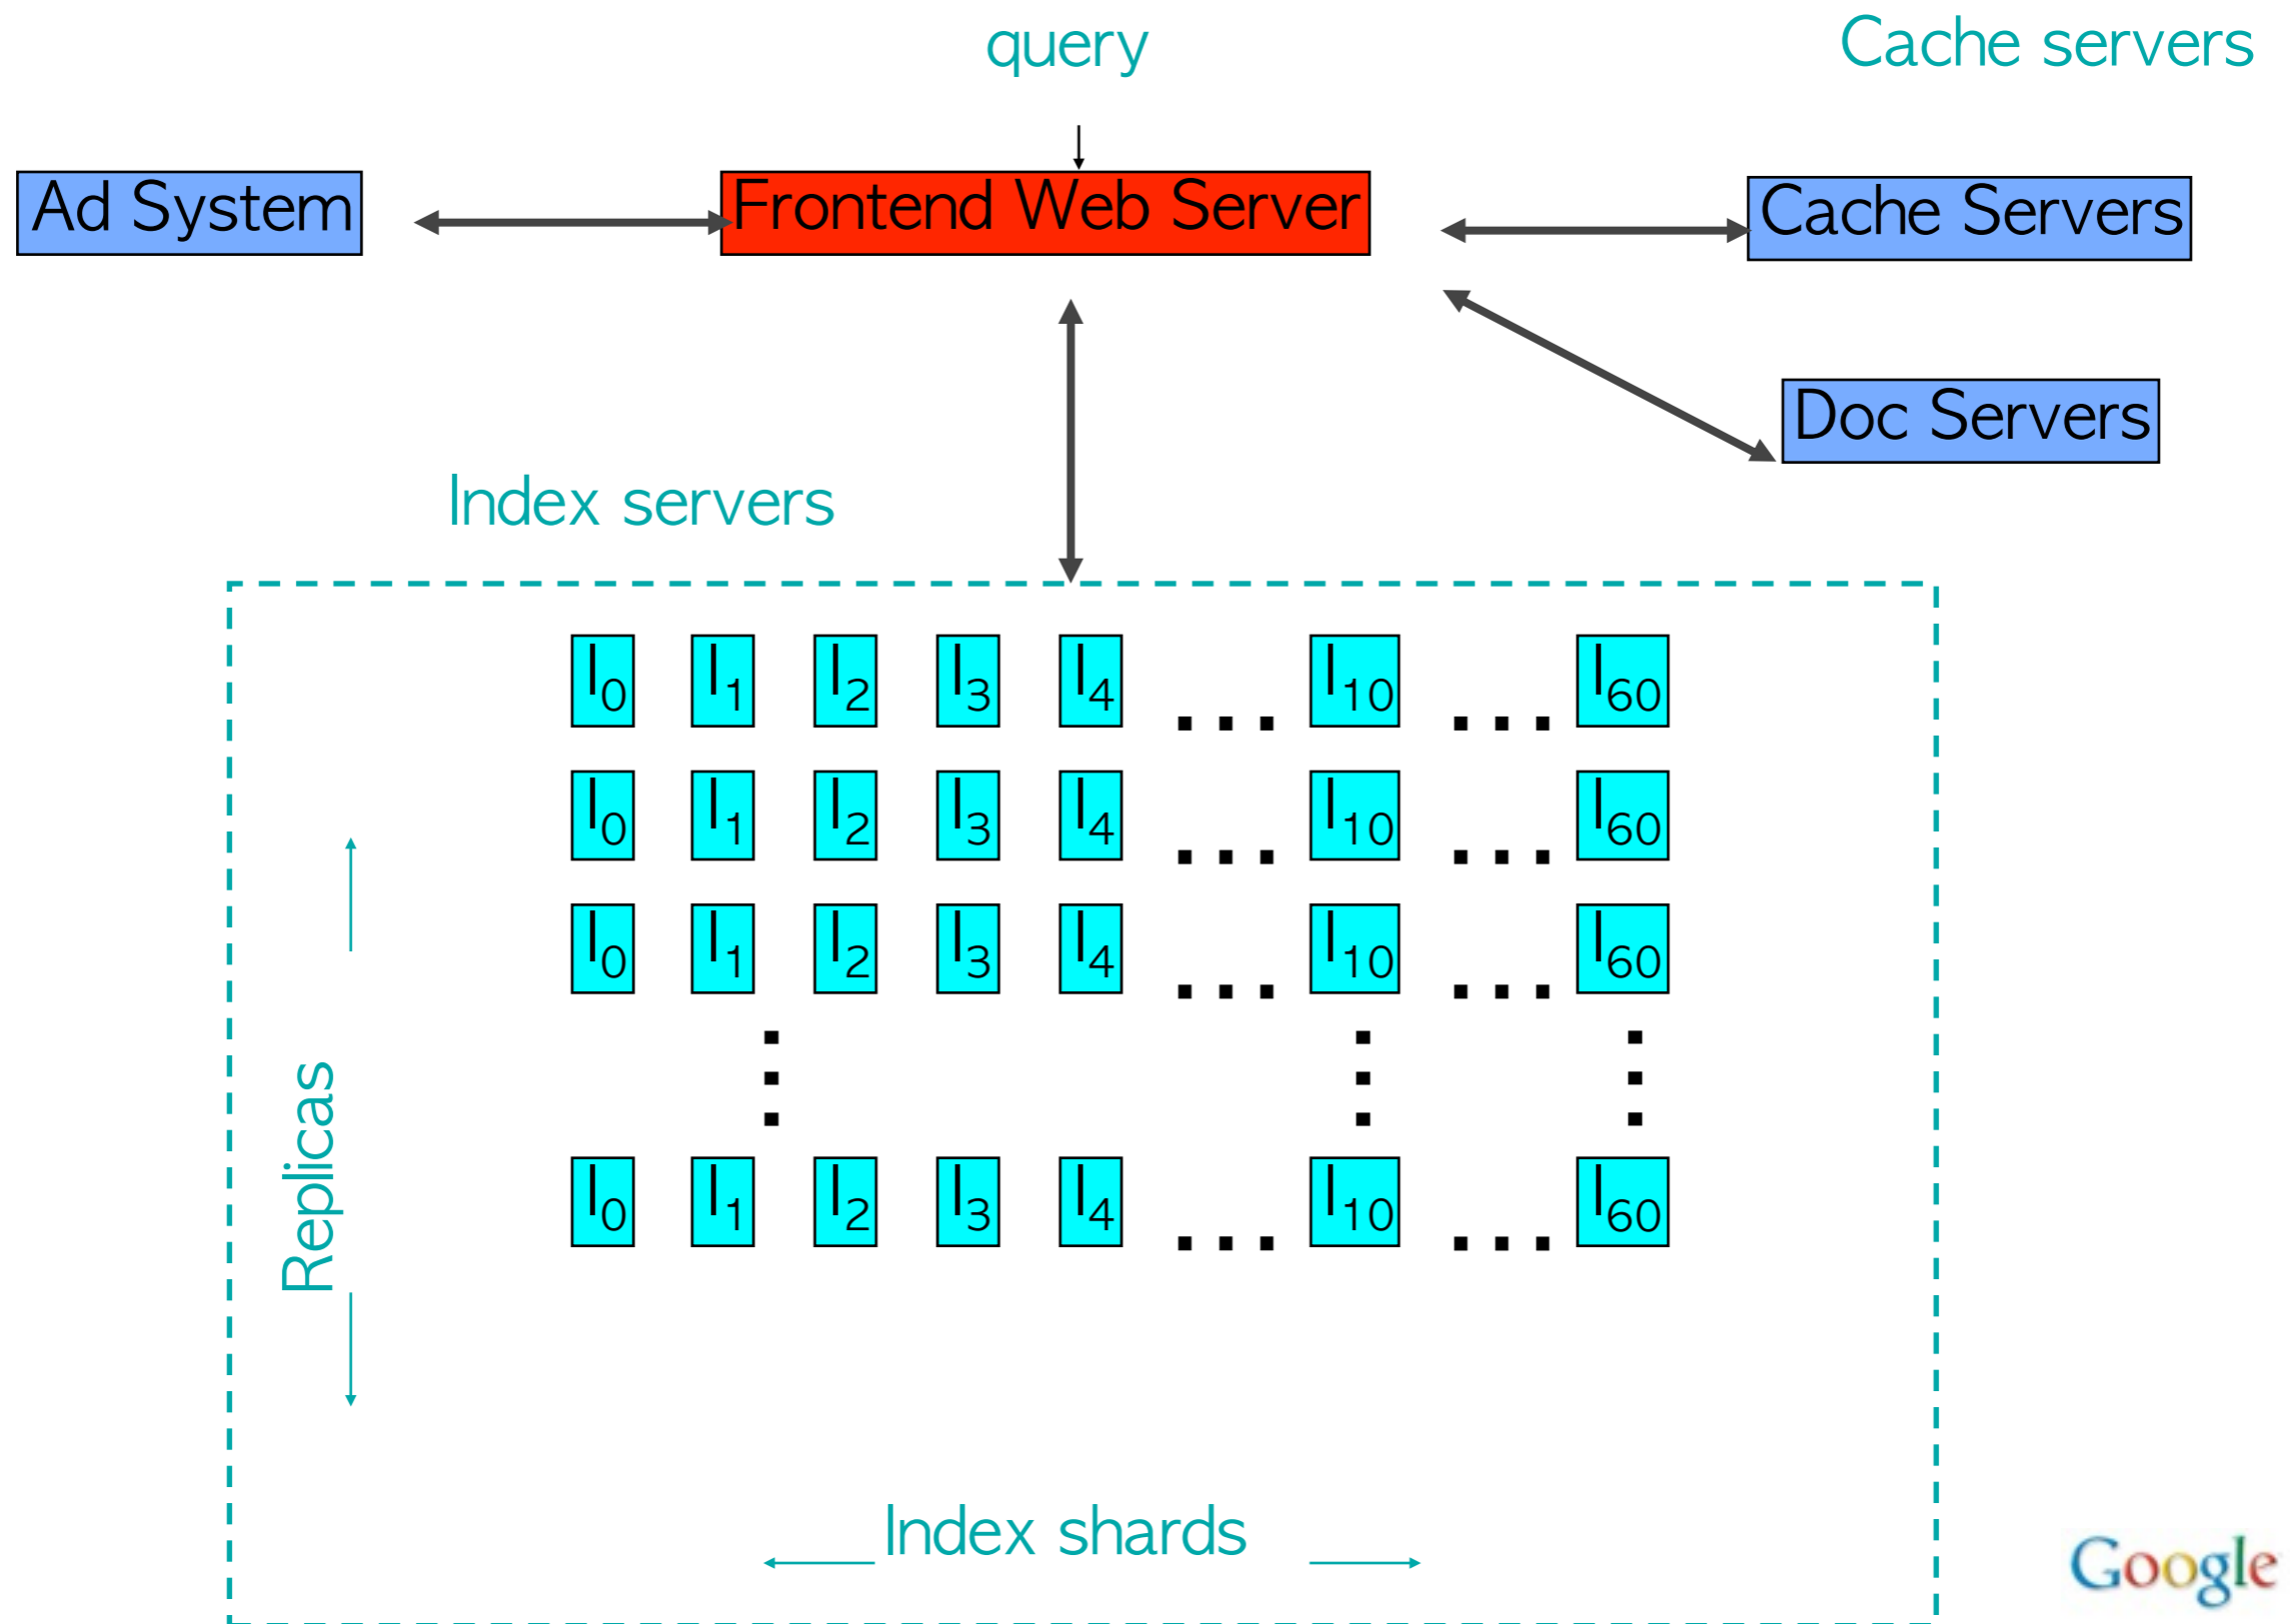 query
Cache servers
Ad System
Frontend Web Server
Cache Servers
Doc Servers
Index servers
I0 I1 I2 I3 I4 ... I10 ... I60
I0 I1 I2 I3 I4 ... I10 ... I60
I0 I1 I2 I3 I4 ... I10 ... I60
Replicas
I0 I1 I2 I3 I4 ... I10 ... I60
Index shards
Google